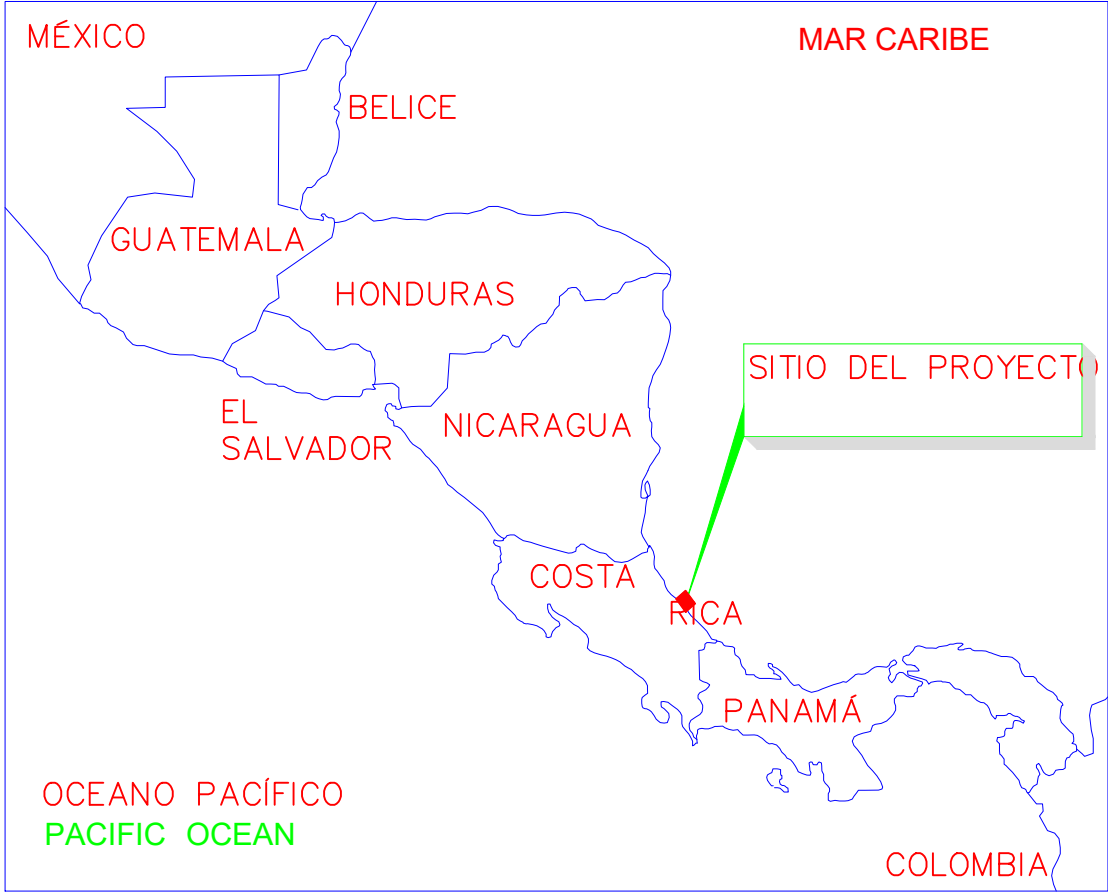 MÉXICO
MAR CARIBE
BELICE
GUATEMALA
HONDURAS
SITIO DEL PROYECTO
EL
SALVADOR
NICARAGUA
COSTA
RICA
PANAMÁ
OCEANO PACÍFICO
PACIFIC OCEAN
COLOMBIA